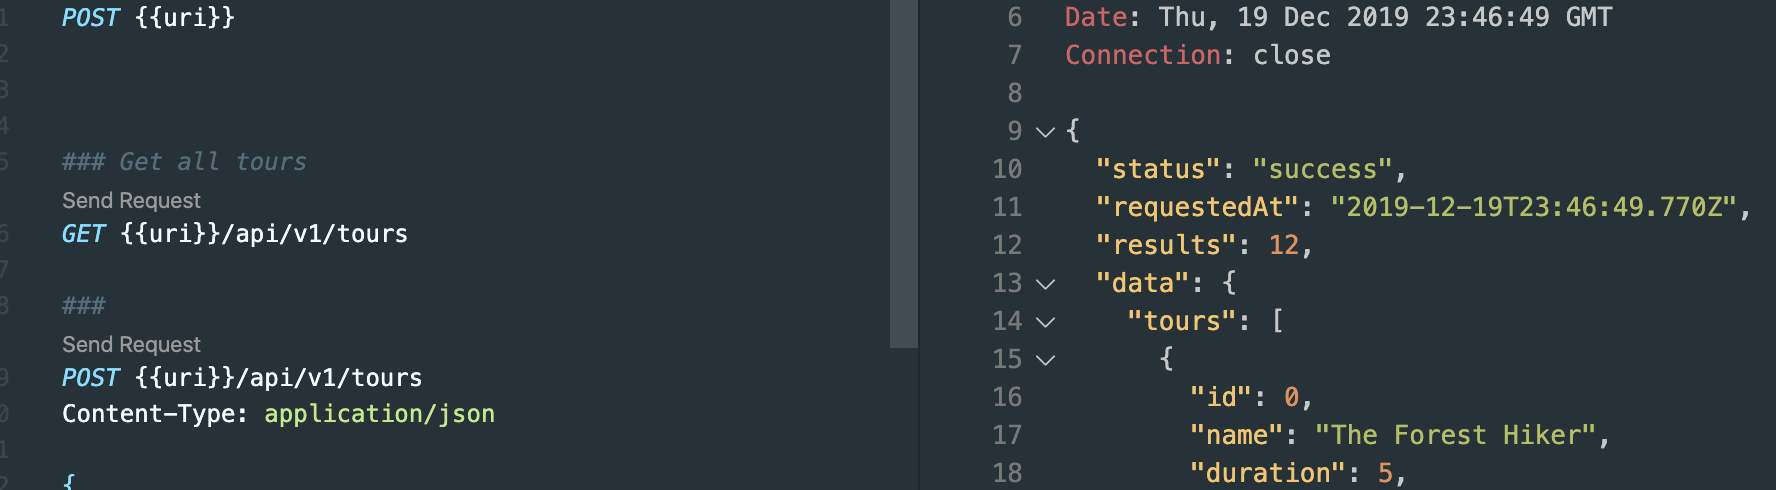 1 POST {{uri}}
2
3
4
5 ### Get all tours
Send Request
6 GET {{uri}}/api/v1/tours
7
8 ###
Send Request
9 POST {{uri}}/api/v1/tours
0 Content-Type: application/json
1
2 {
6 Date: Thu, 19 Dec 2019 23:46:49 GMT
7 Connection: close
8
9 {
10 "status": "success",
11 "requestedAt": "2019-12-19T23:46:49.770Z",
12 "results": 12,
13 "data": {
14 "tours": [
15 {
16 "id": 0,
17 "name": "The Forest Hiker",
18 "duration": 5,